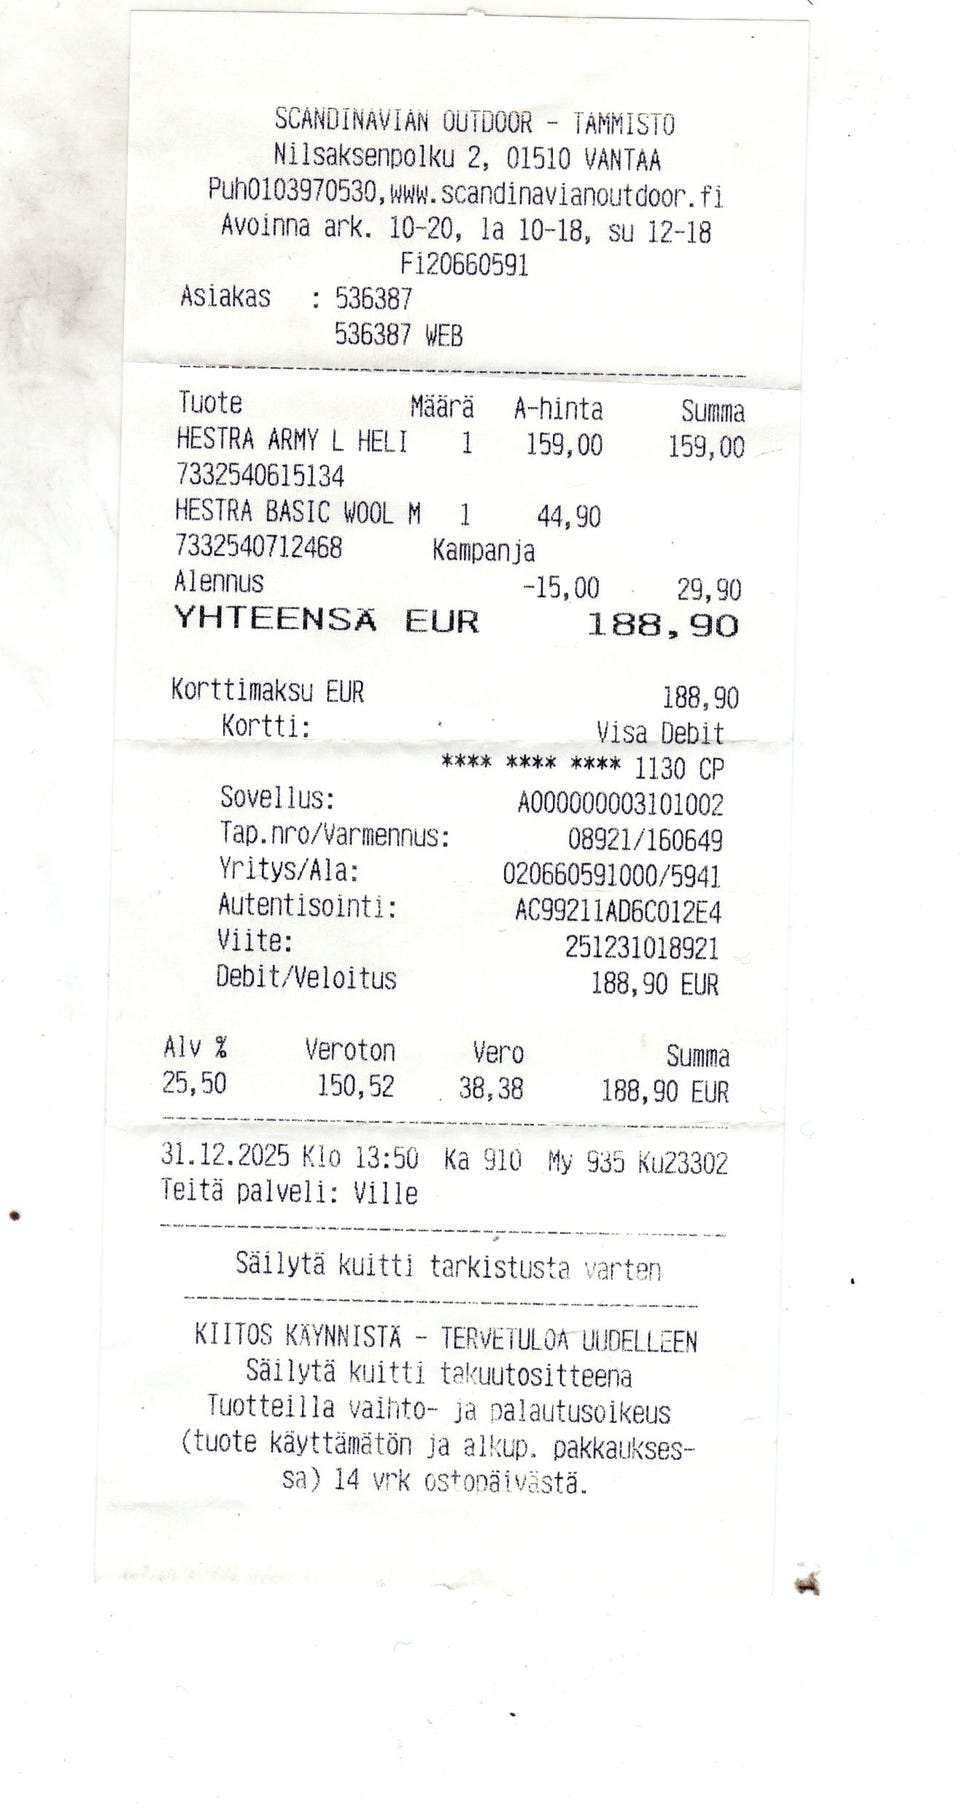 SCANDINAVIAN OUTDOOR - TAMMISTO
Nilsaksenpolku 2, 01510 VANTAA
Puh0103970530,www.scandinavianoutdoor.fi
Avoinna ark. 10-20, la 10-18, su 12-18
Fi20660591
Asiakas : 536387
536387 WEB
Tuote Määrä A-hinta Summa
HESTRA ARMY L HELI 1 159,00 159,00
7332540615134
HESTRA BASIC WOOL M 1 44,90
7332540712468 Kampanja
Alennus -15,00 29,90
YHTEENSÄ EUR 188,90
Korttimaksu EUR 188,90
Kortti: Visa Debit
**** **** **** 1130 CP
Sovellus: A000000003101002
Tap.nro/Varmennus: 08921/160649
Yritys/Ala: 020660591000/5941
Autentisointi: AC99211AD6C012E4
Viite: 251231018921
Debit/Veloitus 188,90 EUR
Alv % Veroton Vero Summa
25,50 150,52 38,38 188,90 EUR
31.12.2025 Klo 13:50 Ka 910 My 935 Ku23302
Teitä palveli: Ville
Säilytä kuitti tarkistusta varten
KIITOS KÄYNNISTÄ - TERVETULOA UUDELLEEN
Säilytä kuitti takuutositteena
Tuotteilla vaihto- ja palautusoikeus
(tuote käyttämätön ja alkup. pakkaukses-
sa) 14 vrk ostopäivästä.